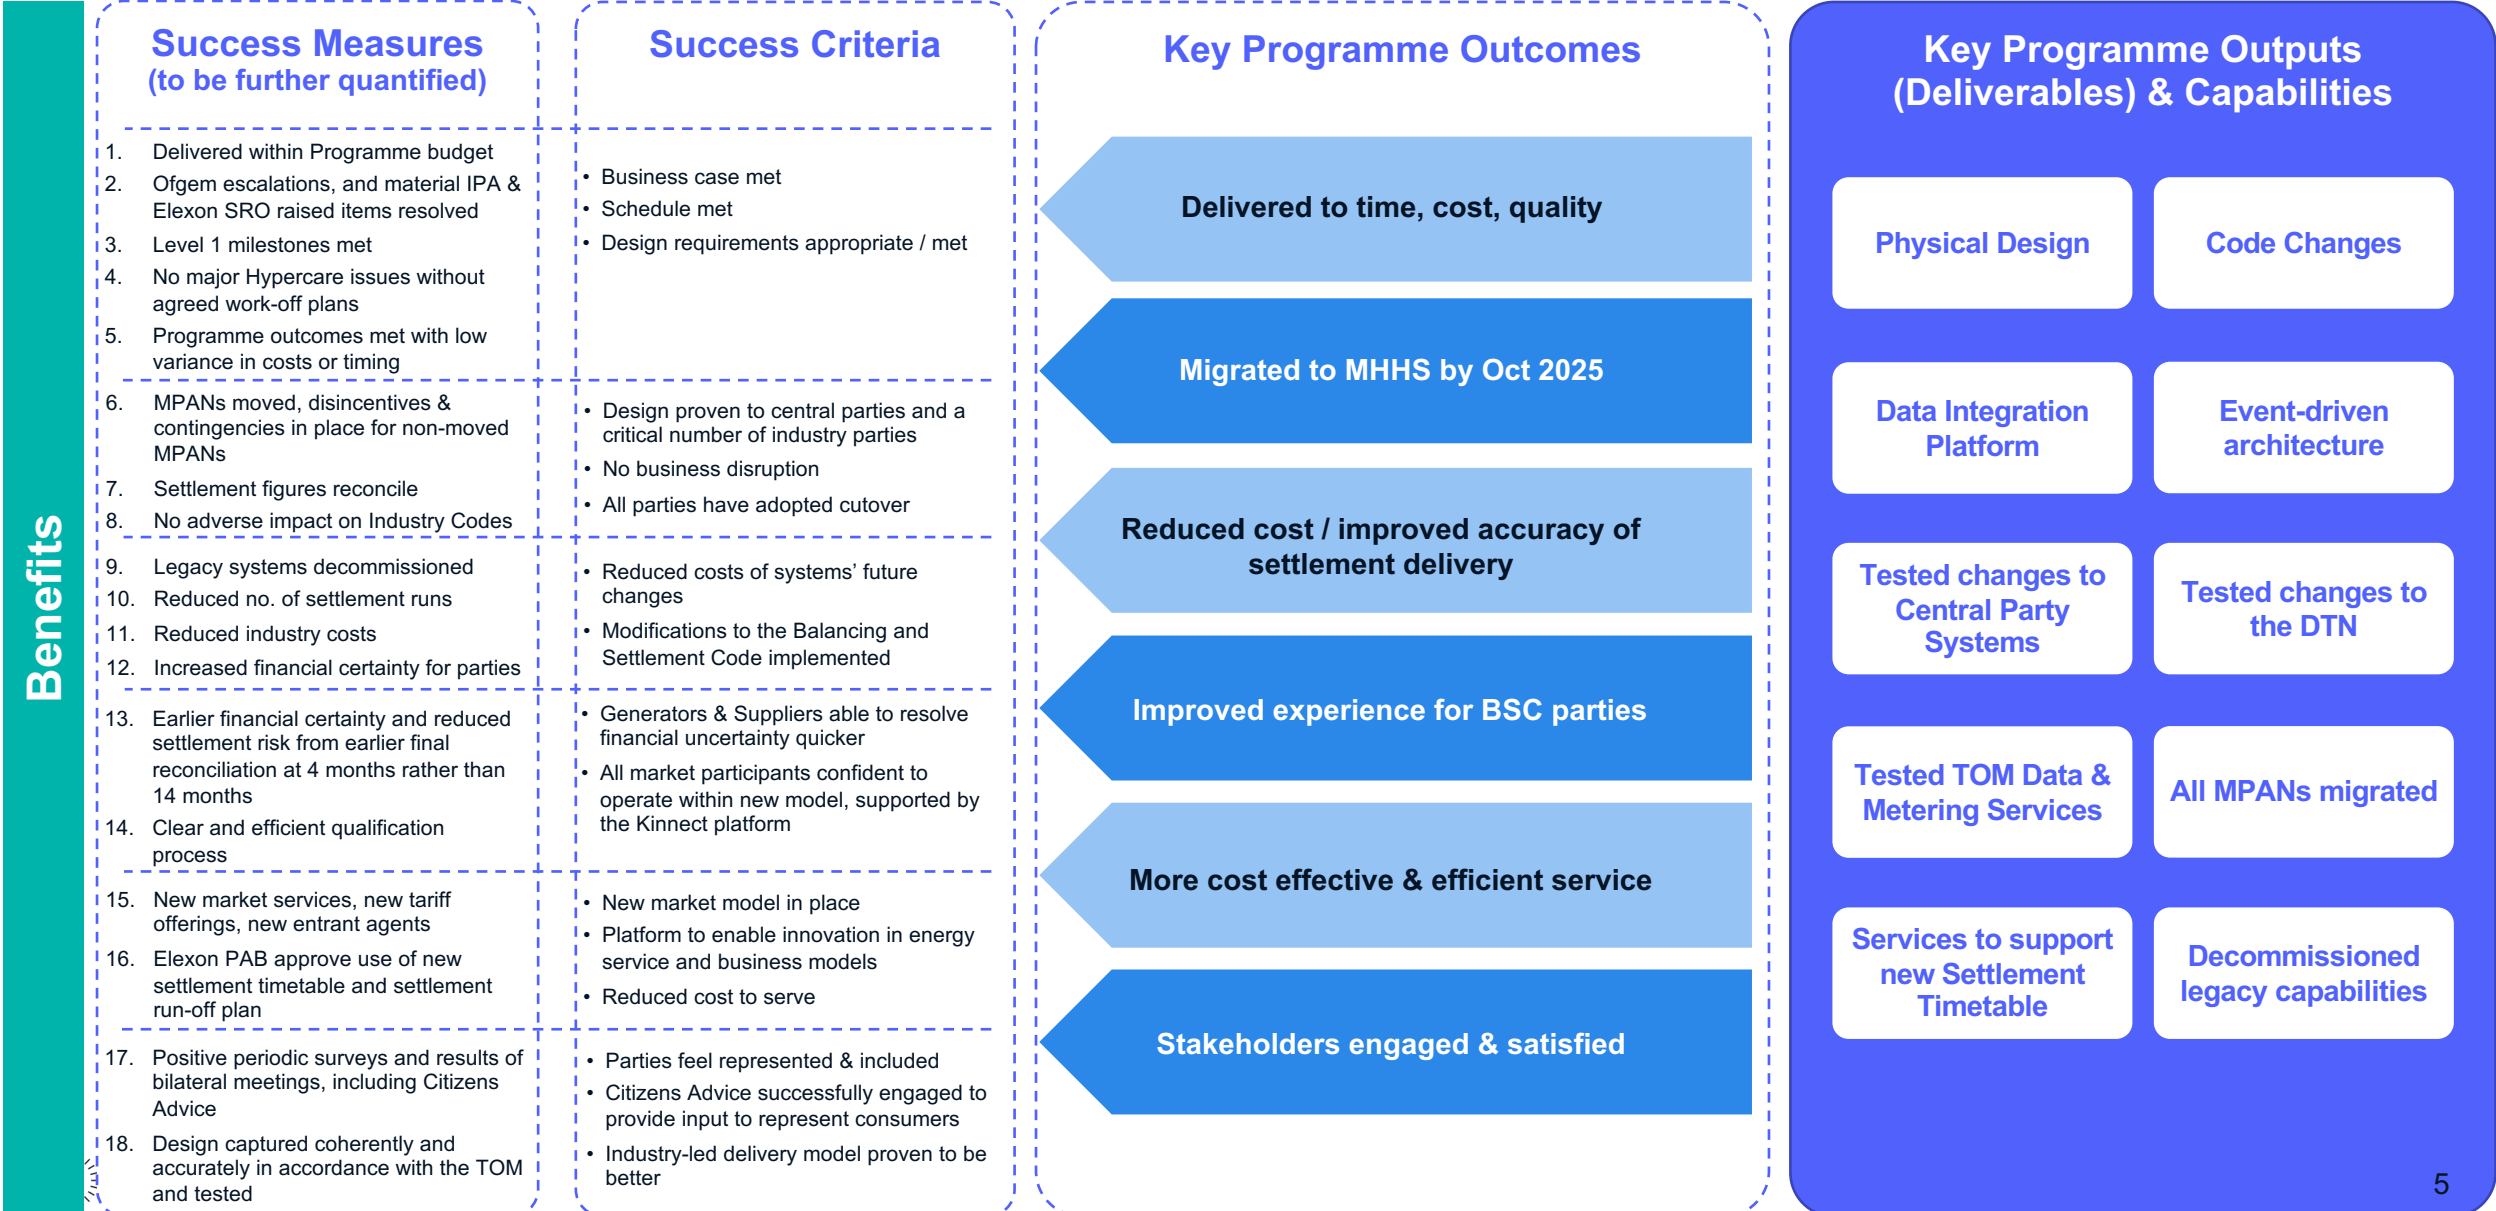 Benefits
Success Measures
(to be further quantified)
1. Delivered within Programme budget
2. Ofgem escalations, and material IPA &
Elexon SRO raised items resolved
3. Level 1 milestones met
4. No major Hypercare issues without
agreed work-off plans
5. Programme outcomes met with low
variance in costs or timing
6. MPANs moved, disincentives &
contingencies in place for non-moved
MPANs
7. Settlement figures reconcile
8. No adverse impact on Industry Codes
9. Legacy systems decommissioned
10. Reduced no. of settlement runs
11. Reduced industry costs
12. Increased financial certainty for parties
13. Earlier financial certainty and reduced
settlement risk from earlier final
reconciliation at 4 months rather than
14 months
14. Clear and efficient qualification
process
15. New market services, new tariff
offerings, new entrant agents
16. Elexon PAB approve use of new
settlement timetable and settlement
run-off plan
17. Positive periodic surveys and results of
bilateral meetings, including Citizens
Advice
18. Design captured coherently and
accurately in accordance with the TOM
and tested
Success Criteria
• Business case met
• Schedule met
• Design requirements appropriate / met
• Design proven to central parties and a
critical number of industry parties
• No business disruption
• All parties have adopted cutover
• Reduced costs of systems’ future
changes
• Modifications to the Balancing and
Settlement Code implemented
• Generators & Suppliers able to resolve
financial uncertainty quicker
• All market participants confident to
operate within new model, supported by
the Kinnect platform
• New market model in place
• Platform to enable innovation in energy
service and business models
• Reduced cost to serve
• Parties feel represented & included
• Citizens Advice successfully engaged to
provide input to represent consumers
• Industry-led delivery model proven to be
better
Key Programme Outcomes
Delivered to time, cost, quality
Migrated to MHHS by Oct 2025
Reduced cost / improved accuracy of
settlement delivery
Improved experience for BSC parties
More cost effective & efficient service
Stakeholders engaged & satisfied
Key Programme Outputs
(Deliverables) & Capabilities
Physical Design
Code Changes
Data Integration
Platform
Event-driven
architecture
Tested changes to
Central Party
Systems
Tested changes to
the DTN
Tested TOM Data &
Metering Services
All MPANs migrated
Services to support
new Settlement
Timetable
Decommissioned
legacy capabilities
5